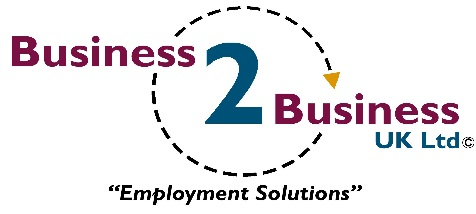 Business
2
Business
UK Ltd©
“Employment Solutions”